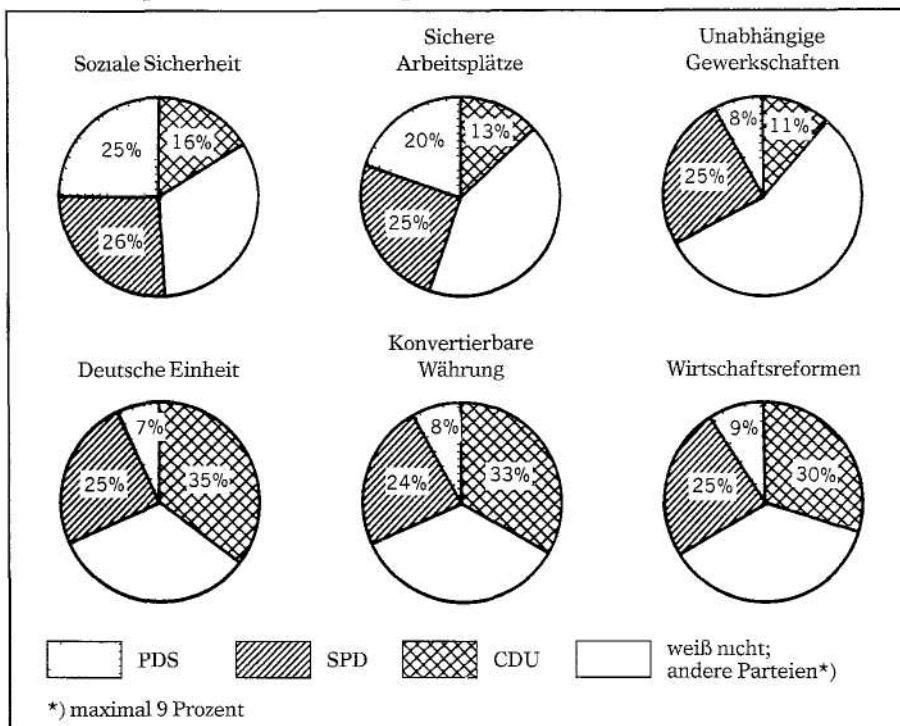 Soziale Sicherheit
Sichere
Arbeitsplätze
Unabhängige
Gewerkschaften
25%
16%
26%
20%
13%
25%
8%
11%
25%
Deutsche Einheit
Konvertierbare
Währung
Wirtschaftsreformen
7%
25%
35%
8%
24%
33%
9%
25%
30%
PDS
SPD
CDU
weiß nicht;
andere Parteien*)
*) maximal 9 Prozent